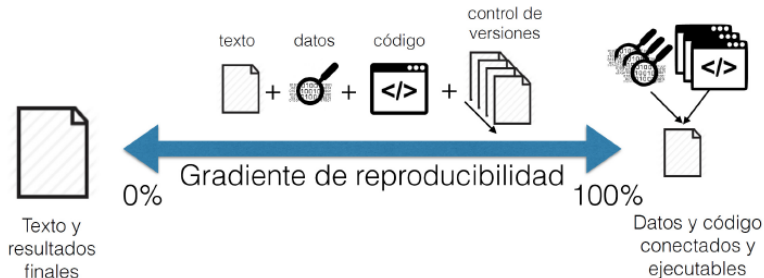 texto
datos
código
control de
versiones
+
+
+
</>
</>
0%
Gradiente de reproducibilidad
100%
Texto y
resultados
finales
Datos y código
conectados y
ejecutables